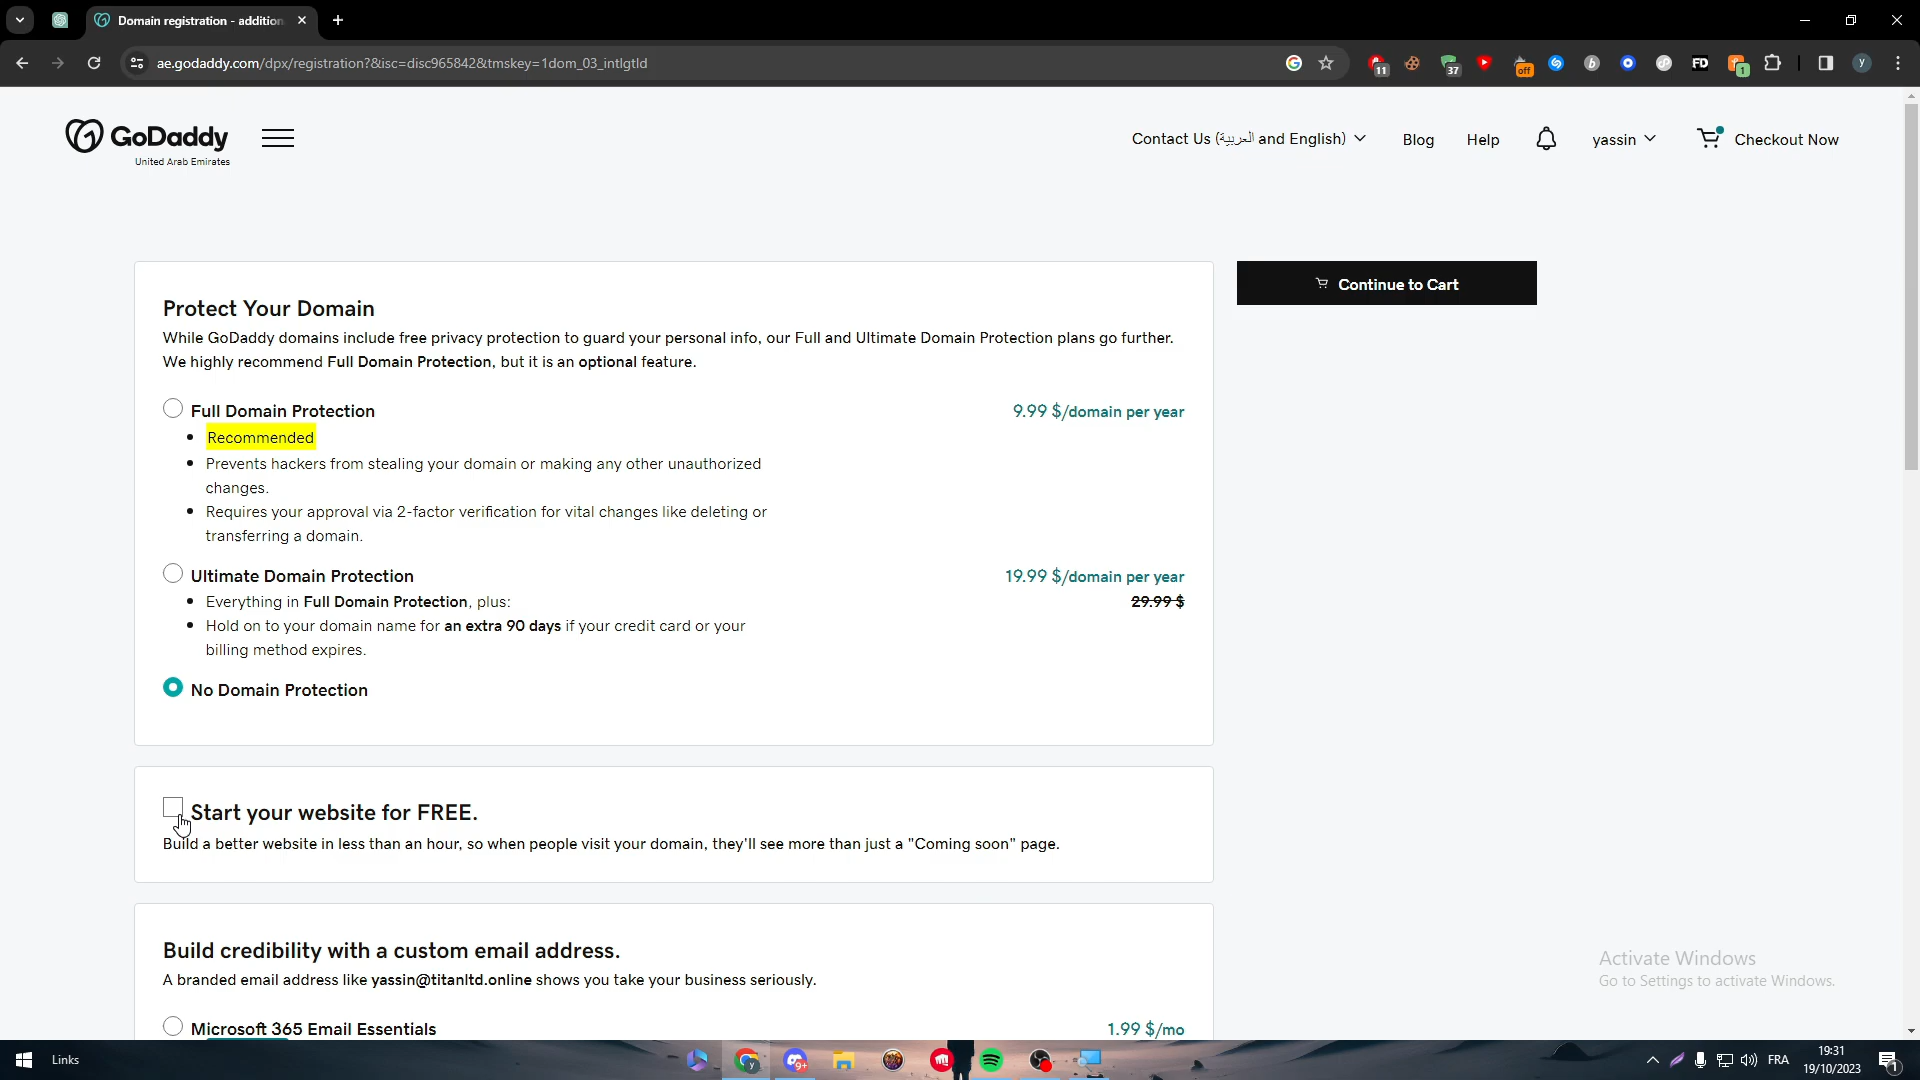 Domain registration - addition
ae.godaddy.com/dpx/registration?&isc=disc965842&tmskey=1dom_03_intlgtld
11
37
off
b
FD
1
y
GoDaddy
United Arab Emirates
Contact Us (العربية and English)
Blog
Help
yassin
Checkout Now
Continue to Cart
Protect Your Domain
While GoDaddy domains include free privacy protection to guard your personal info, our Full and Ultimate Domain Protection plans go further.
We highly recommend Full Domain Protection, but it is an optional feature.
Full Domain Protection
9.99 $/domain per year
Recommended
Prevents hackers from stealing your domain or making any other unauthorized
changes.
Requires your approval via 2-factor verification for vital changes like deleting or
transferring a domain.
Ultimate Domain Protection
19.99 $/domain per year
Everything in Full Domain Protection, plus:
29.99 $
Hold on to your domain name for an extra 90 days if your credit card or your
billing method expires.
No Domain Protection
Start your website for FREE.
Build a better website in less than an hour, so when people visit your domain, they'll see more than just a "Coming soon" page.
Build credibility with a custom email address.
A branded email address like yassin@titanltd.online shows you take your business seriously.
Microsoft 365 Email Essentials
1.99 $/mo
Activate Windows
Go to Settings to activate Windows.
Links
y
9+
FRA
19:31
19/10/2023
1